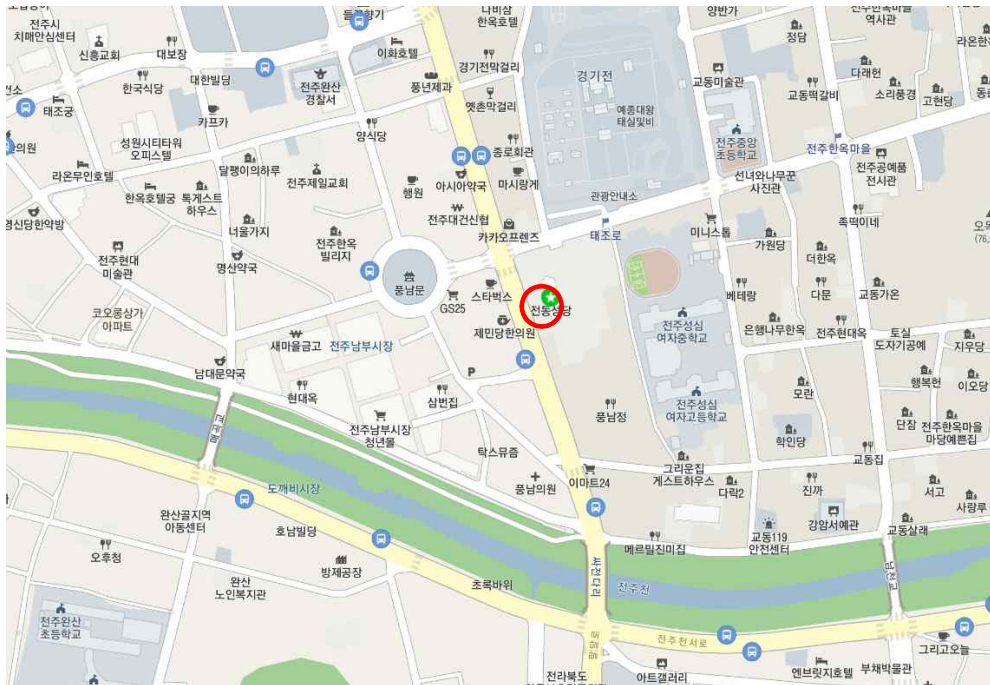 전주시
치매안심센터
신흥교회
대보장
이화호텔
나비잠
한옥호텔
양반가
정담
전주한옥마을
역사관
한국식당
대한빌딩
전주완산
경찰서
풍년제과
경기전막걸리
경기전
교동미술관
다래헌
태조궁
카프카
양식당
옛촌막걸리
예종대왕
태실및비
교동떡갈비
소리풍경
고현당
성원시티타워
오피스텔
달팽이의하루
전주제일교회
종로회관
전주중앙
초등학교
전주한옥마을
라온무인호텔
한옥호텔궁
톡게스트
하우스
행원
아시아약국
마시랑게
관광안내소
선녀와나무꾼
사진관
전주공예품
전시관
명신당한약방
너울가지
전주한옥
빌리지
전주대건신협
카카오프렌즈
태조로
미니스톱
가원당
족떡이네
더한옥
전주현대
미술관
명산약국
풍남문
GS25
스타벅스
전동성당
베테랑
다문
교동가온
코오롱상가
아파트
새마을금고
전주남부시장
제민당한의원
전주성심
여자중학교
은행나무한옥
전주현대옥
토실
도자기공예
지우당
남대문약국
P
현대옥
삼번집
전주남부시장
청년몰
풍남정
전주성심
여자고등학교
모란
행복헌
이오당
단잠
전주한옥마을
마당예쁜집
탁스뮤즙
학인당
교동집
도깨비시장
풍남의원
이마트24
그리운집
게스트하우스
다락2
진까
서고
사랑루
완산골지역
아동센터
호남빌딩
메르밀진미집
교동119
안전센터
강암서예관
교동살래
오후청
방제공장
완산
노인복지관
초록바위
싸전다리
전주천
남천교
전주완산
초등학교
전주천서로
그리고오늘
전라북도
아트갤러리
엔브릿지호텔
부채박물관